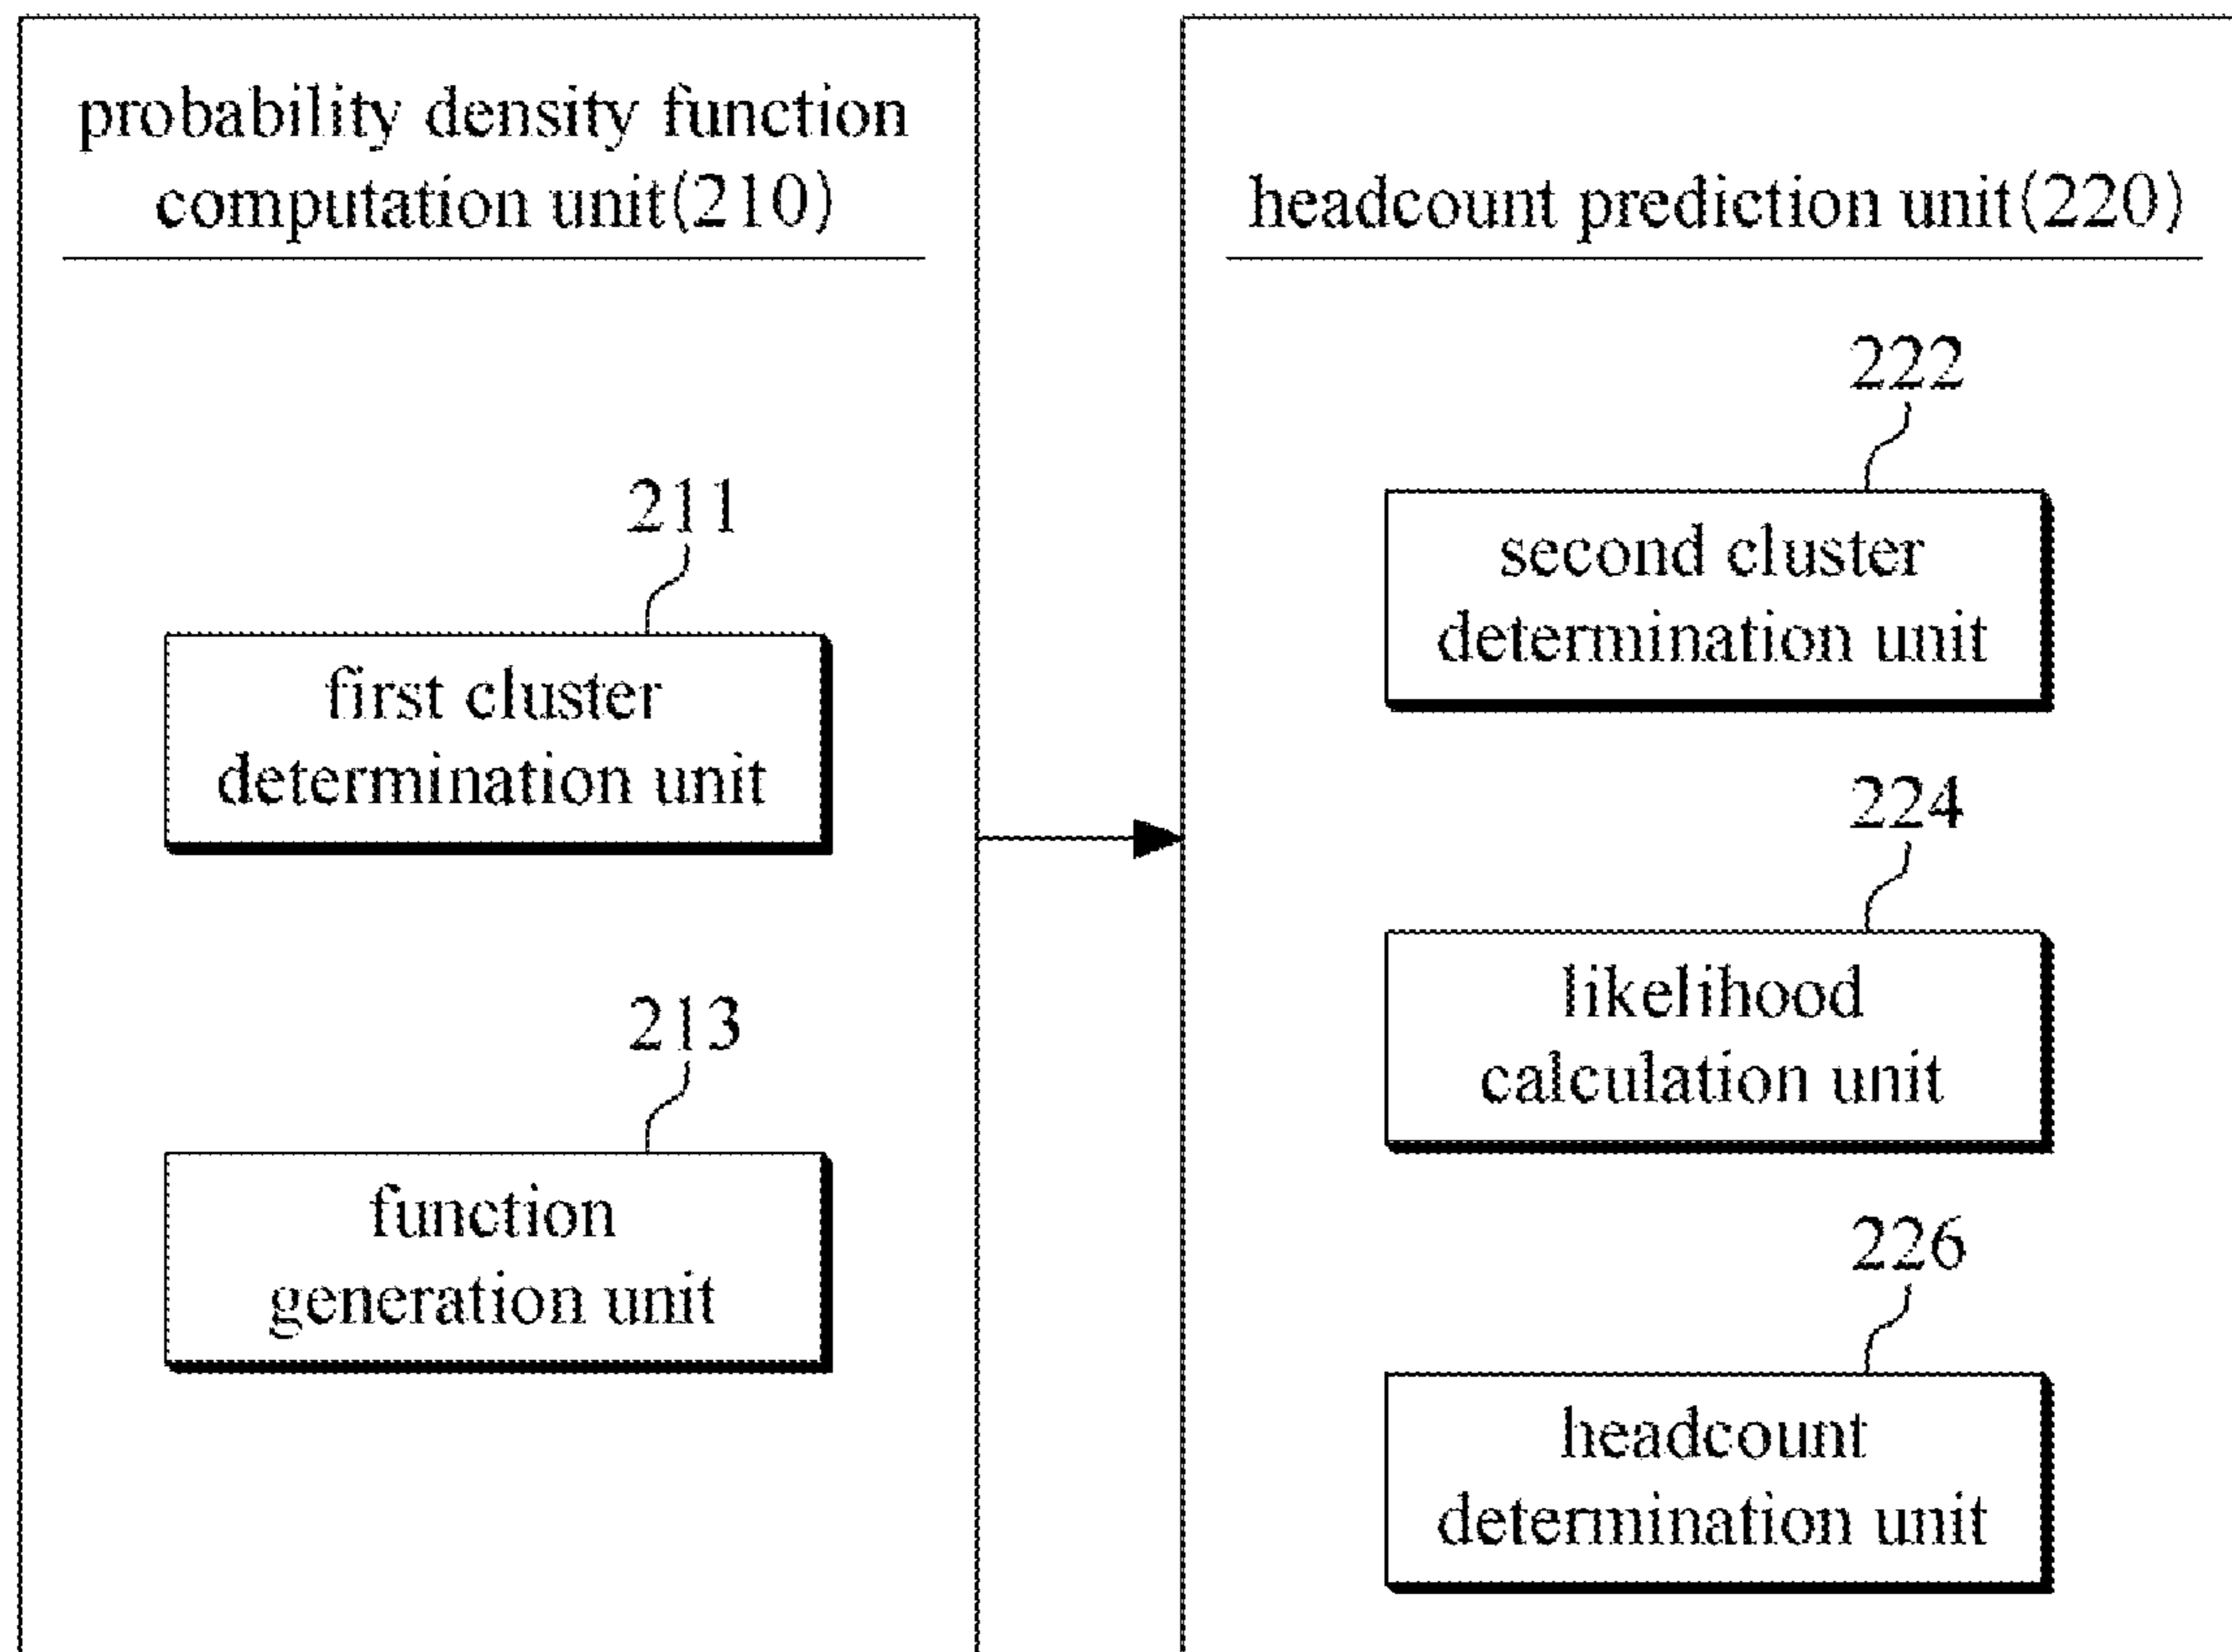 probability density function
computation unit(210)
211
first cluster
determination unit
213
function
generation unit
headcount prediction unit(220)
222
second cluster
determination unit
224
likelihood
calculation unit
226
headcount
determination unit